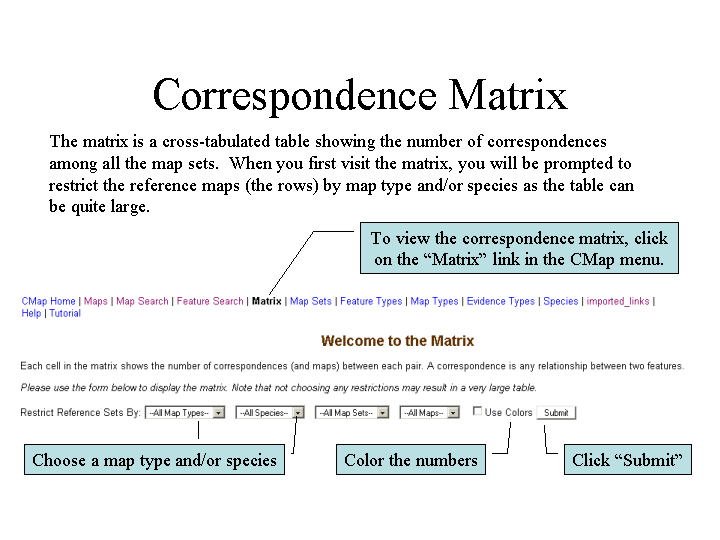 Correspondence Matrix
The matrix is a cross-tabulated table showing the number of correspondences
among all the map sets.  When you first visit the matrix, you will be prompted to
restrict the reference maps (the rows) by map type and/or species as the table can
be quite large.
To view the correspondence matrix, click
on the “Matrix” link in the CMap menu.
CMap Home | Maps | Map Search | Feature Search | Matrix | Map Sets | Feature Types | Map Types | Evidence Types | Species | imported_links |
Help | Tutorial
Welcome to the Matrix
Each cell in the matrix shows the number of correspondences (and maps) between each pair. A correspondence is any relationship between two features.
Please use the form below to display the matrix. Note that not choosing any restrictions may result in a very large table.
Restrict Reference Sets By: --All Map Types-- --All Species-- --All Map Sets-- --All Maps-- Use Colors Submit
Choose a map type and/or species
Color the numbers
Click “Submit”